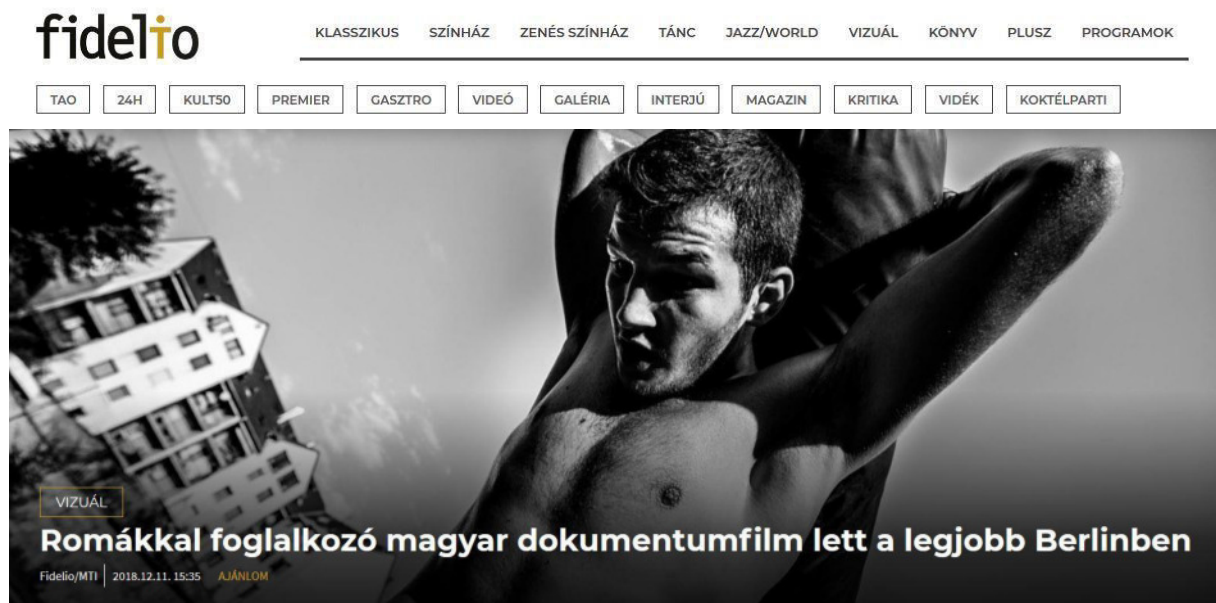 fidelio
KLASSZIKUS SZÍNHÁZ ZENÉS SZÍNHÁZ TÁNC JAZZ/WORLD VIZUÁL KÖNYV PLUSZ PROGRAMOK
TAO 24H KULT50 PREMIER GASZTRO VIDEÓ GALÉRIA INTERJÚ MAGAZIN KRITIKA VIDÉK KOKTÉLPARTI
VIZUÁL
Romákkal foglalkozó magyar dokumentumfilm lett a legjobb Berlinben
Fidelio/MTI 2018.12.11. 15:35 AJÁNLOM